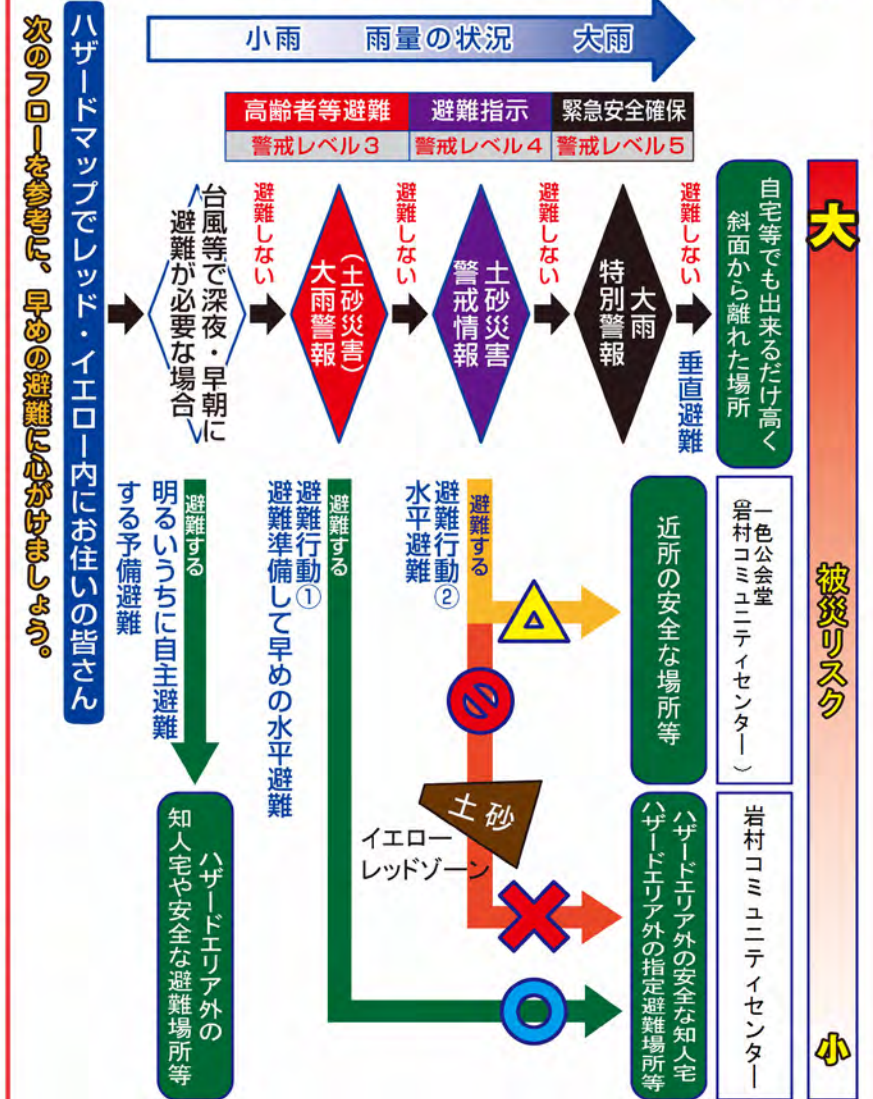 小雨　雨量の状況　大雨
高齢者等避難
避難指示
緊急安全確保
警戒レベル3
警戒レベル4
警戒レベル5
次のフローを参考に、早めの避難に心がけましょう。
ハザードマップでレッド・イエロー内にお住いの皆さん
台風等で深夜・早朝に
避難が必要な場合
避難しない
（土砂災害）
大雨警報
避難しない
土砂災害
警戒情報
避難しない
大雨
特別警報
避難しない
垂直避難
自宅等でも出来るだけ高く
斜面から離れた場所
避難する
明るいうちに自主避難
する予備避難
ハザードエリア外の
知人宅や安全な避難場所等
避難する
避難行動①
避難準備して早めの水平避難
避難する
避難行動②
水平避難
土砂
イエロー
レッドゾーン
近所の安全な場所等
一色公会堂
（岩村コミュニティセンター）
ハザードエリア外の安全な知人宅
ハザードエリア外の指定避難場所等
岩村コミュニティセンター
大
被災リスク
小